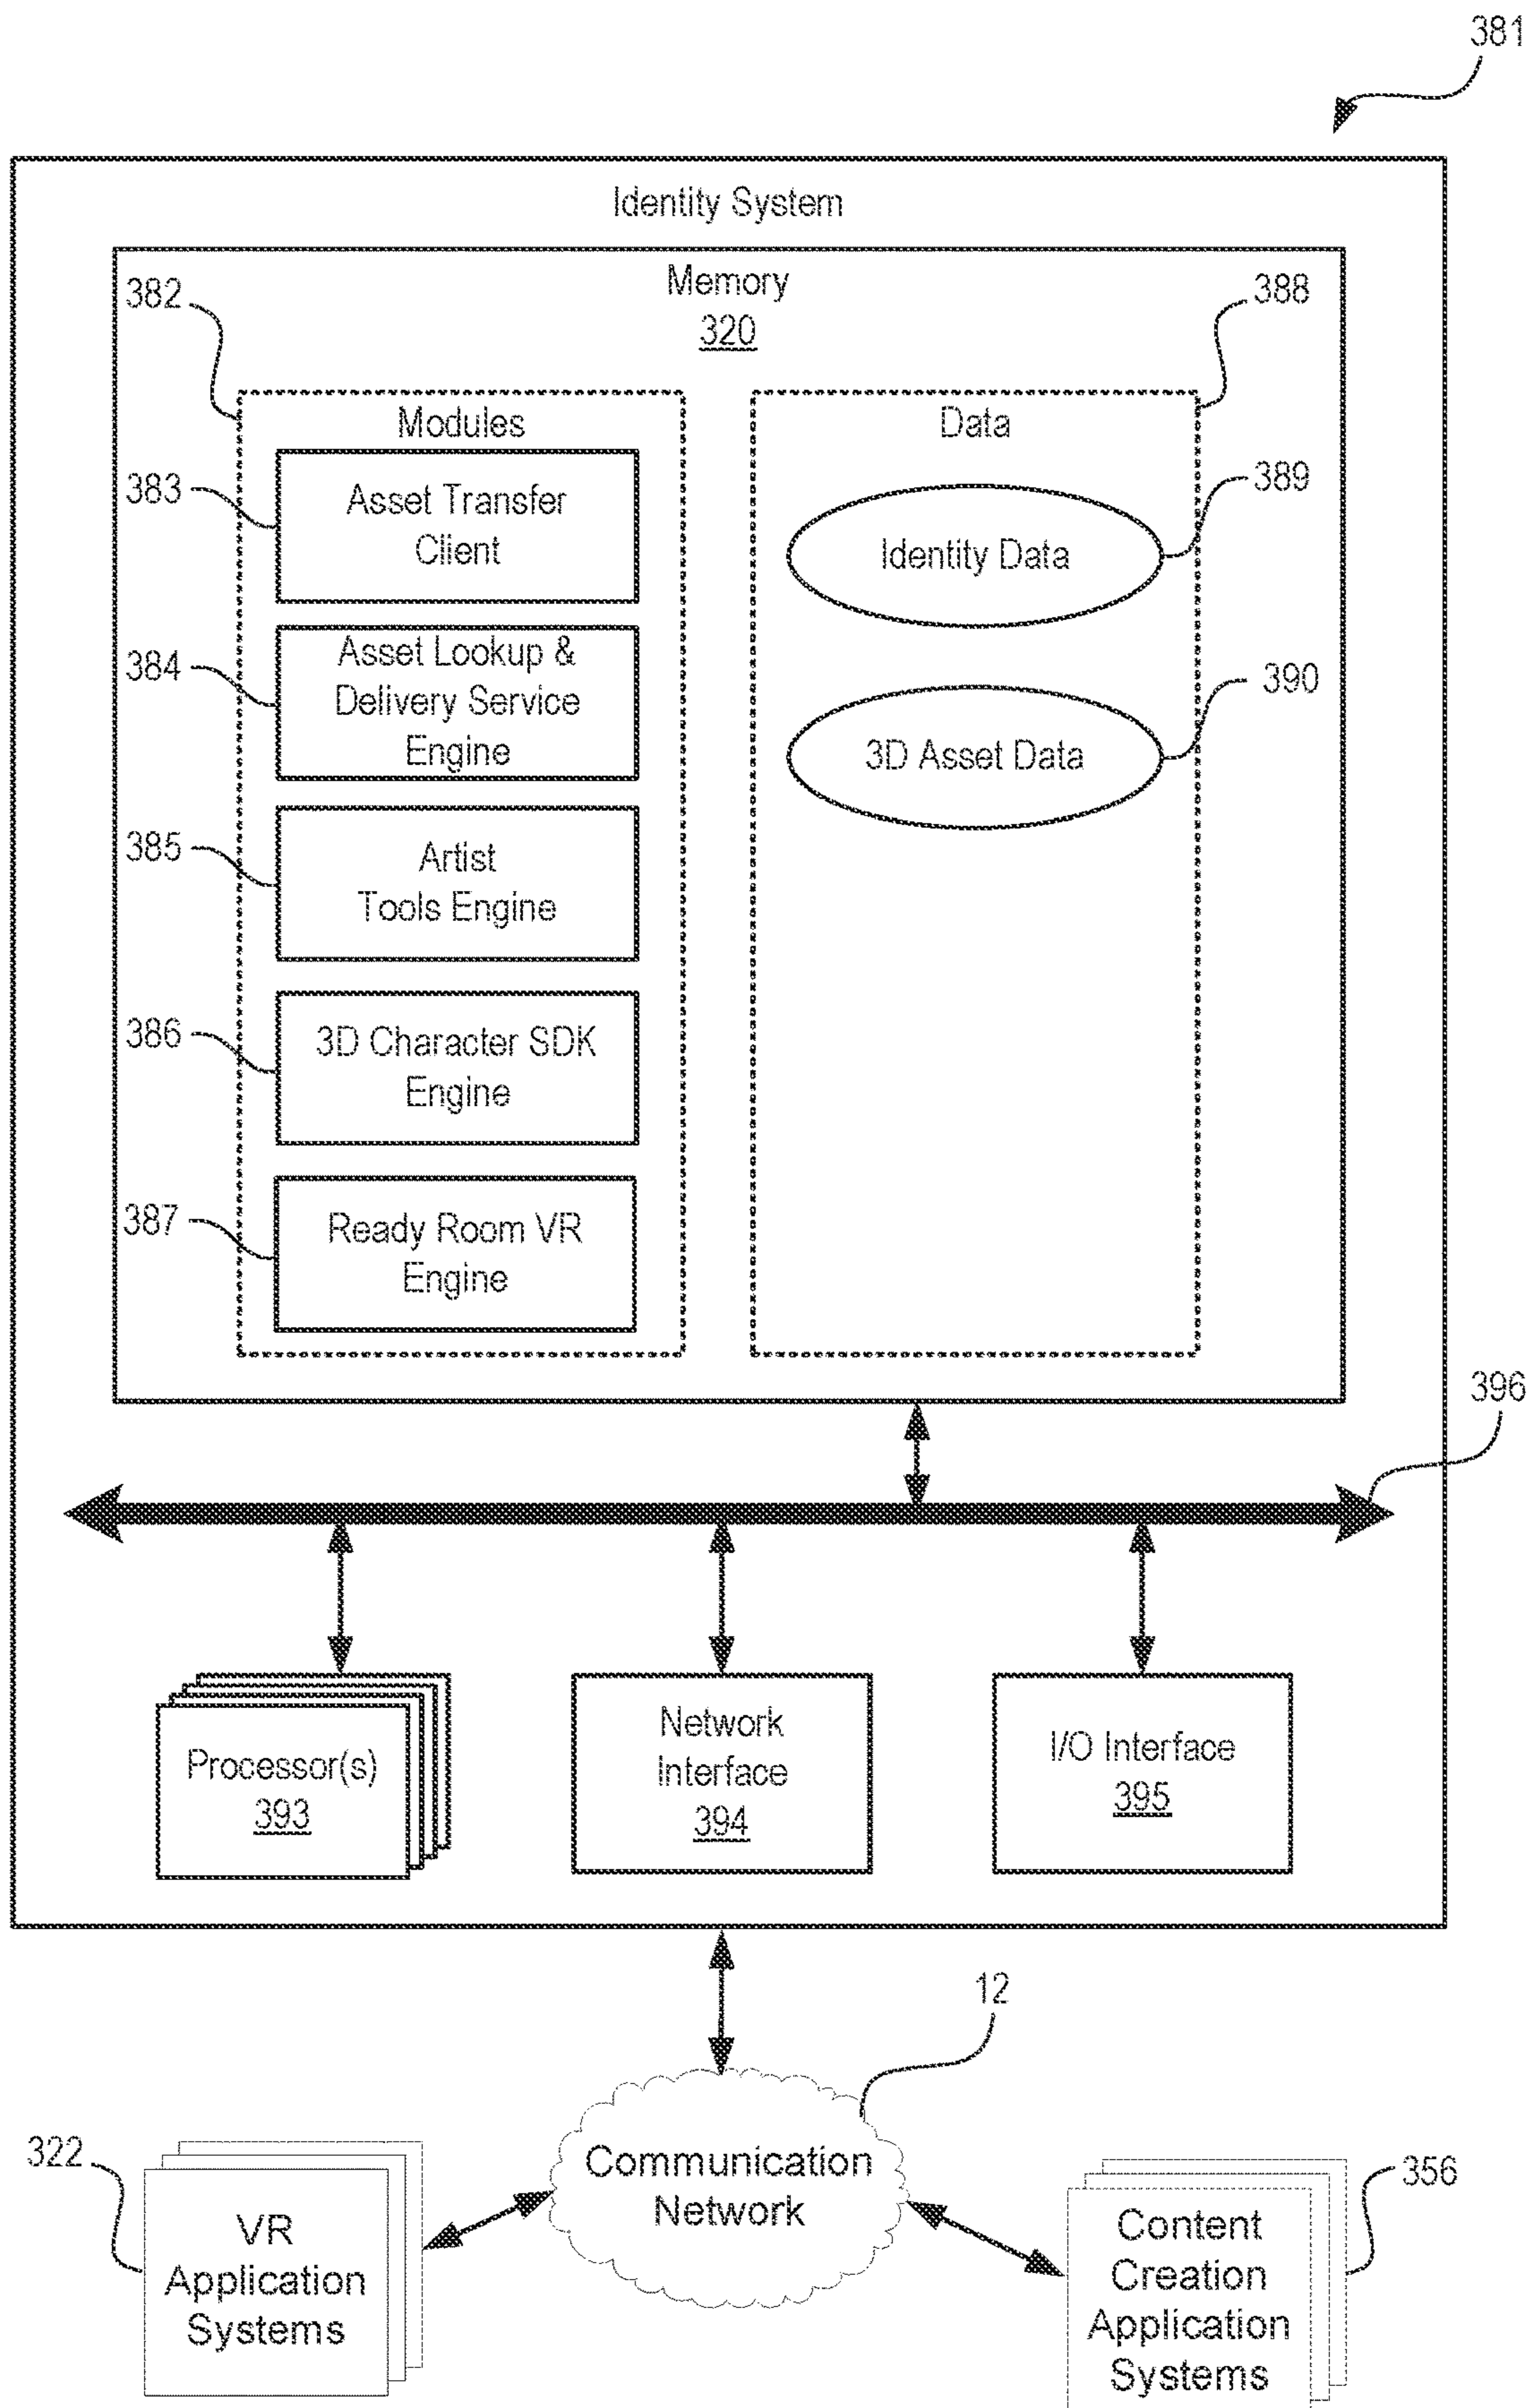 381
Identity System
Memory
320
382
388
Modules
Data
383
Asset Transfer
Client
389
Identity Data
384
Asset Lookup &
Delivery Service
Engine
390
3D Asset Data
385
Artist
Tools Engine
386
3D Character SDK
Engine
387
Ready Room VR
Engine
396
Processor(s)
393
Network
Interface
394
I/O Interface
395
12
Communication
Network
322
VR
Application
Systems
356
Content
Creation
Application
Systems